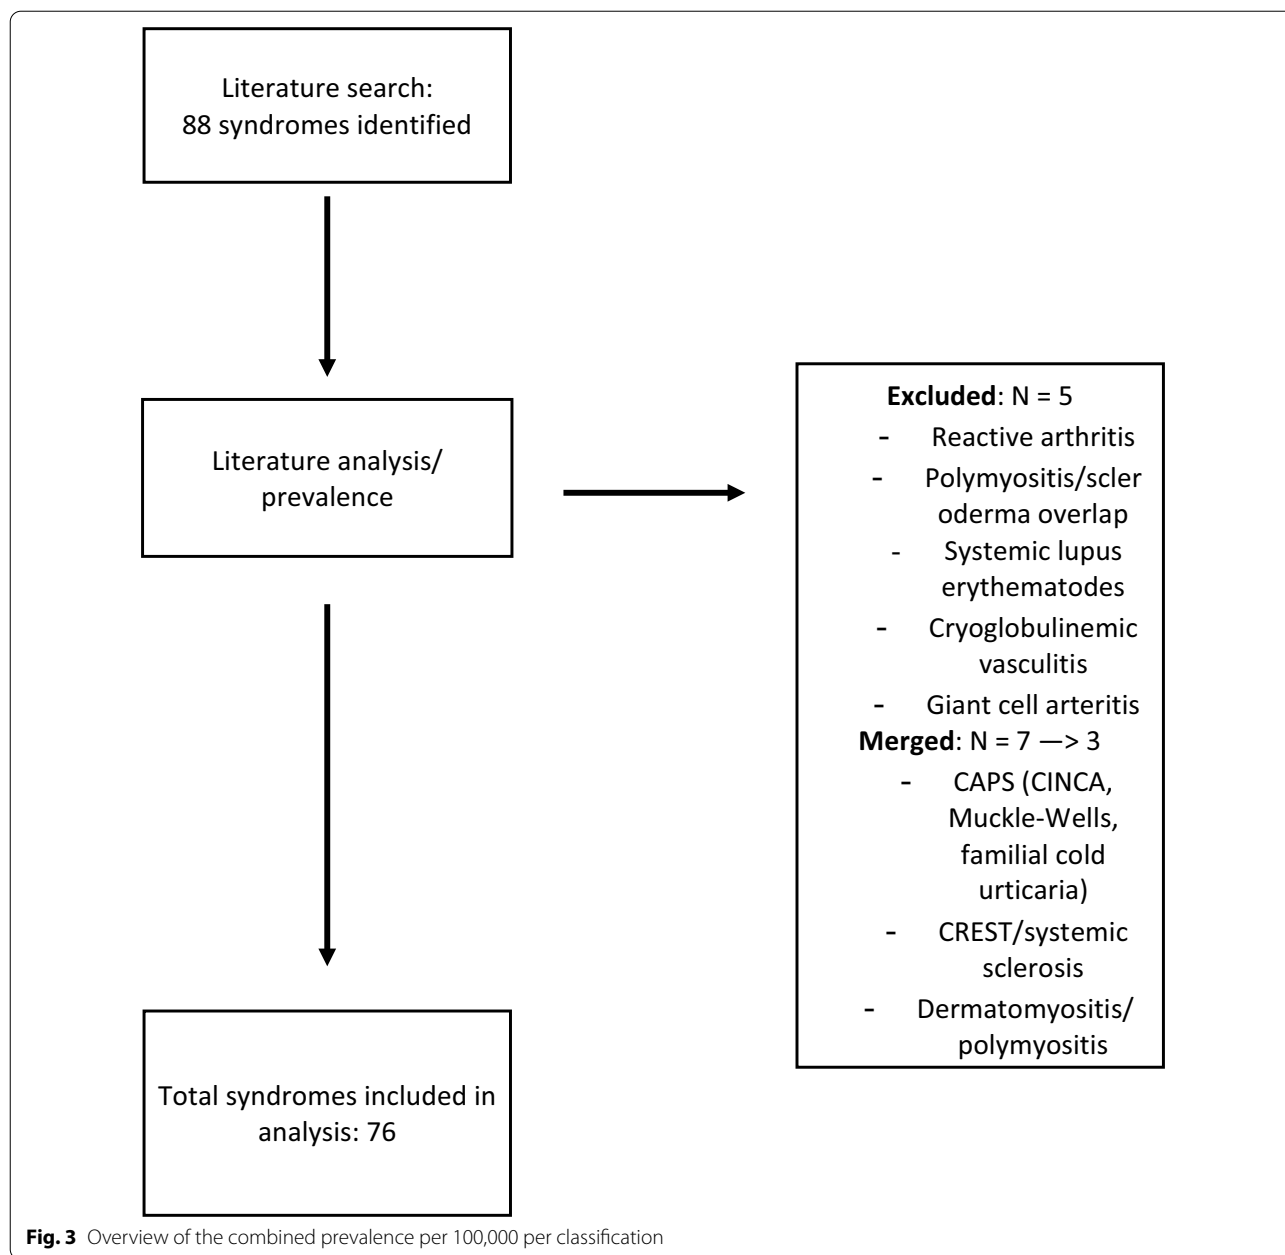 Literature search:
88 syndromes identified
Literature analysis/
prevalence
Excluded: N = 5
- Reactive arthritis
- Polymyositis/scler
oderma overlap
- Systemic lupus
erythematodes
- Cryoglobulinemic
vasculitis
- Giant cell arteritis
Merged: N = 7 —> 3
- CAPS (CINCA,
Muckle-Wells,
familial cold
urticaria)
- CREST/systemic
sclerosis
- Dermatomyositis/
polymyositis
Total syndromes included in
analysis: 76
Fig. 3 Overview of the combined prevalence per 100,000 per classification